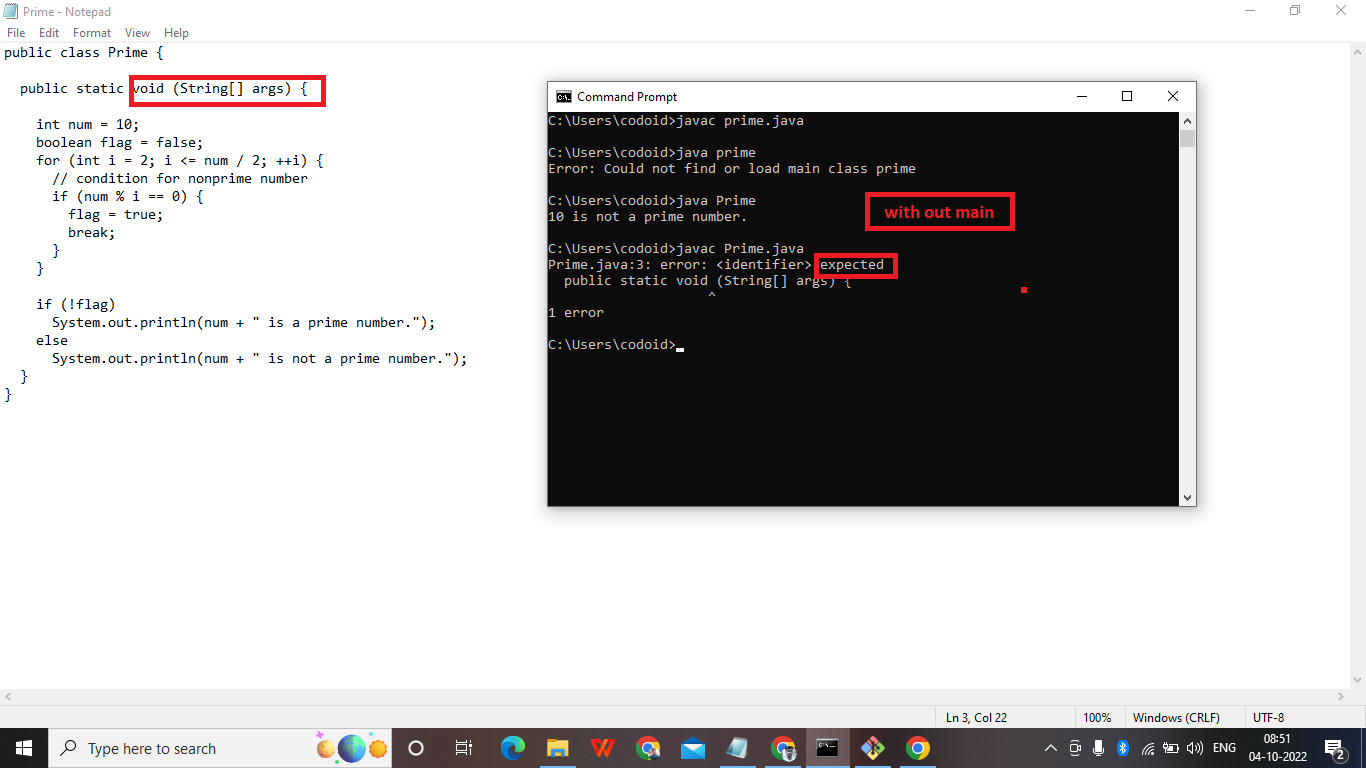 Prime - Notepad
File Edit Format View Help
public class Prime {
public static void (String[] args) {
int num = 10;
boolean flag = false;
for (int i = 2; i <= num / 2; ++i) {
// condition for nonprime number
if (num % i == 0) {
flag = true;
break;
}
}
if (!flag)
System.out.println(num + " is a prime number.");
else
System.out.println(num + " is not a prime number.");
}
}
Command Prompt
C:\Users\codoid>javac prime.java
C:\Users\codoid>java prime
Error: Could not find or load main class prime
C:\Users\codoid>java Prime
10 is not a prime number.
with out main
C:\Users\codoid>javac Prime.java
Prime.java:3: error: <identifier> expected
public static void (String[] args) {
^
1 error
C:\Users\codoid>
Ln 3, Col 22 100% Windows (CRLF) UTF-8
Type here to search
ENG
08:51
04-10-2022
2